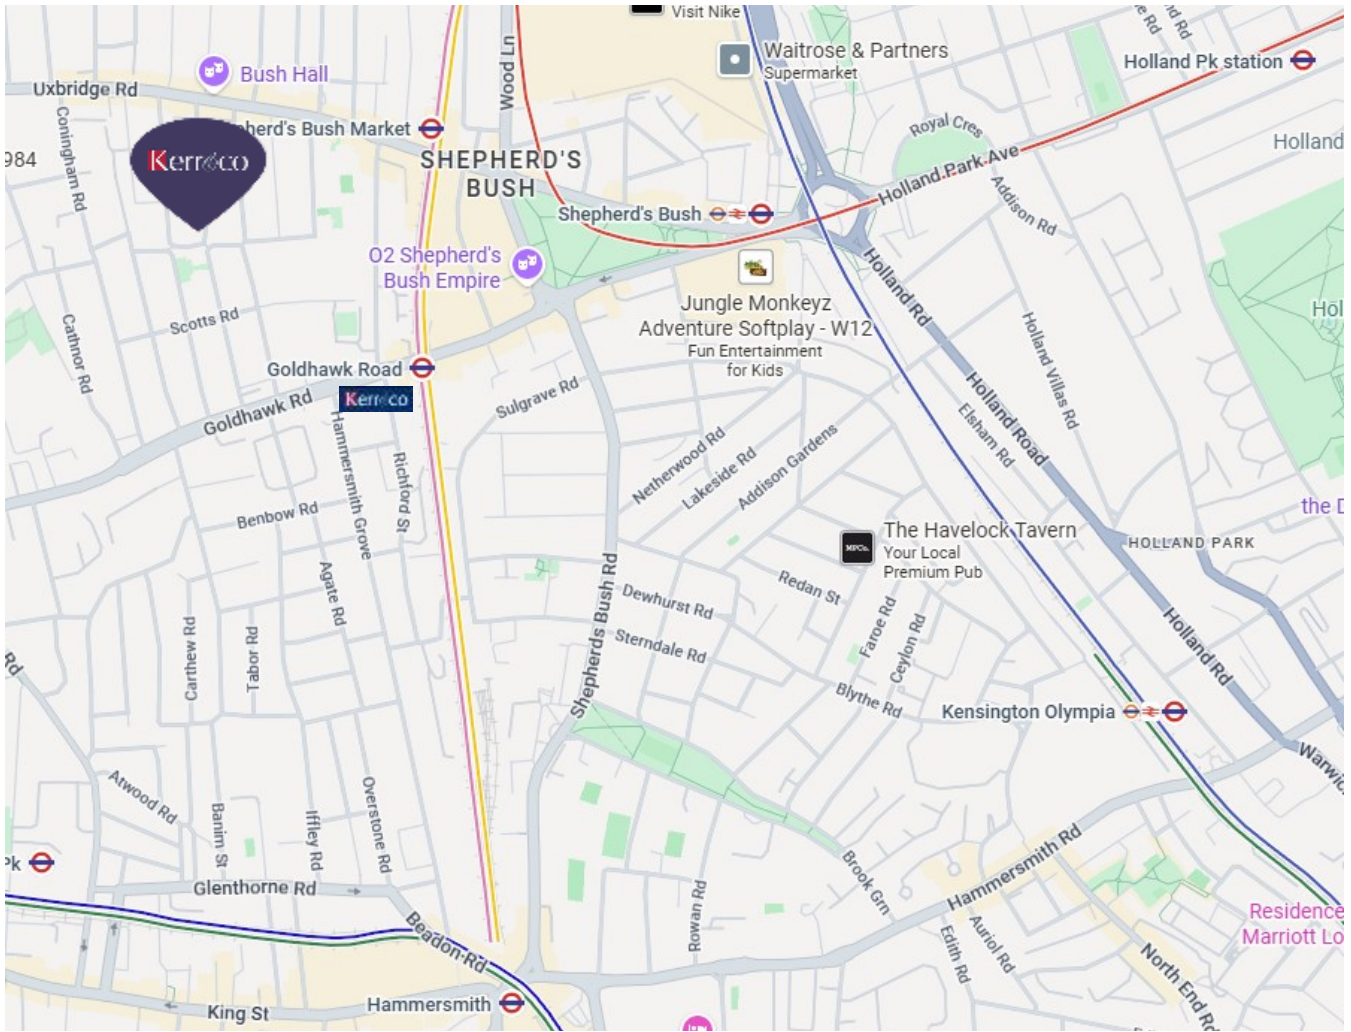 Visit Nike
Waitrose & Partners
Supermarket
Holland Pk station
Wood Ln
Bush Hall
Uxbridge Rd
Coningham Rd
984
herd's Bush Market
Kerr&co
SHEPHERD'S
BUSH
Royal Cres
Holland Park Ave
Holland
Addison Rd
Shepherd's Bush
O2 Shepherd's
Bush Empire
Holland Rd
Jungle Monkeyz
Adventure Softplay - W12
Fun Entertainment
for Kids
Scotts Rd
Cathnor Rd
Holland Villas Rd
Hol
Goldhawk Road
Kerr&co
Goldhawk Rd
Sulgrave Rd
Holland Road
Elsham Rd
Hammersmith Grove
Richford St
Netherwood Rd
Lakeside Rd
Addison Gardens
Benbow Rd
the D
The Havelock Tavern
Your Local
Premium Pub
MPCo.
HOLLAND PARK
Agate Rd
Shepherds Bush Rd
Dewhurst Rd
Redan St
Faroe Rd
Ceylon Rd
Carthew Rd
Tabor Rd
Sterndale Rd
Holland Rd
Rd
Blythe Rd
Kensington Olympia
Warwic
Atwood Rd
Banim St
Iffley Rd
Overstone Rd
Pk
Glenthorne Rd
Brook Grn
Hammersmith Rd
Rowan Rd
Beadon Rd
Edith Rd
Auriol Rd
Residence
Marriott Lo
North End Rd
Hammersmith
King St